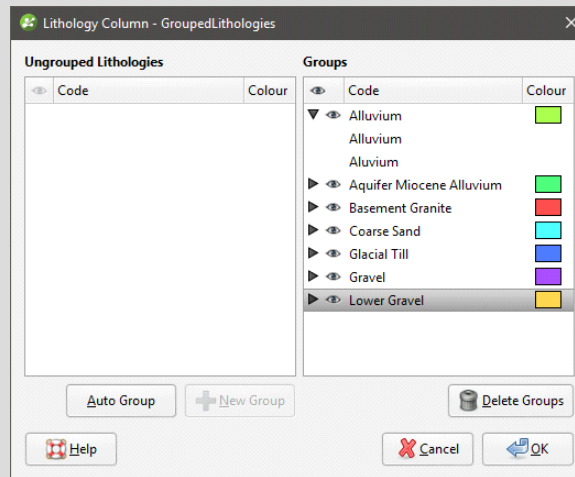 Lithology Column - GroupedLithologies
Ungrouped Lithologies
Groups
Code Colour
Code Colour
Alluvium
Alluvium
Aluvium
Aquifer Miocene Alluvium
Basement Granite
Coarse Sand
Glacial Till
Gravel
Lower Gravel
Auto Group
New Group
Delete Groups
Help
Cancel
OK